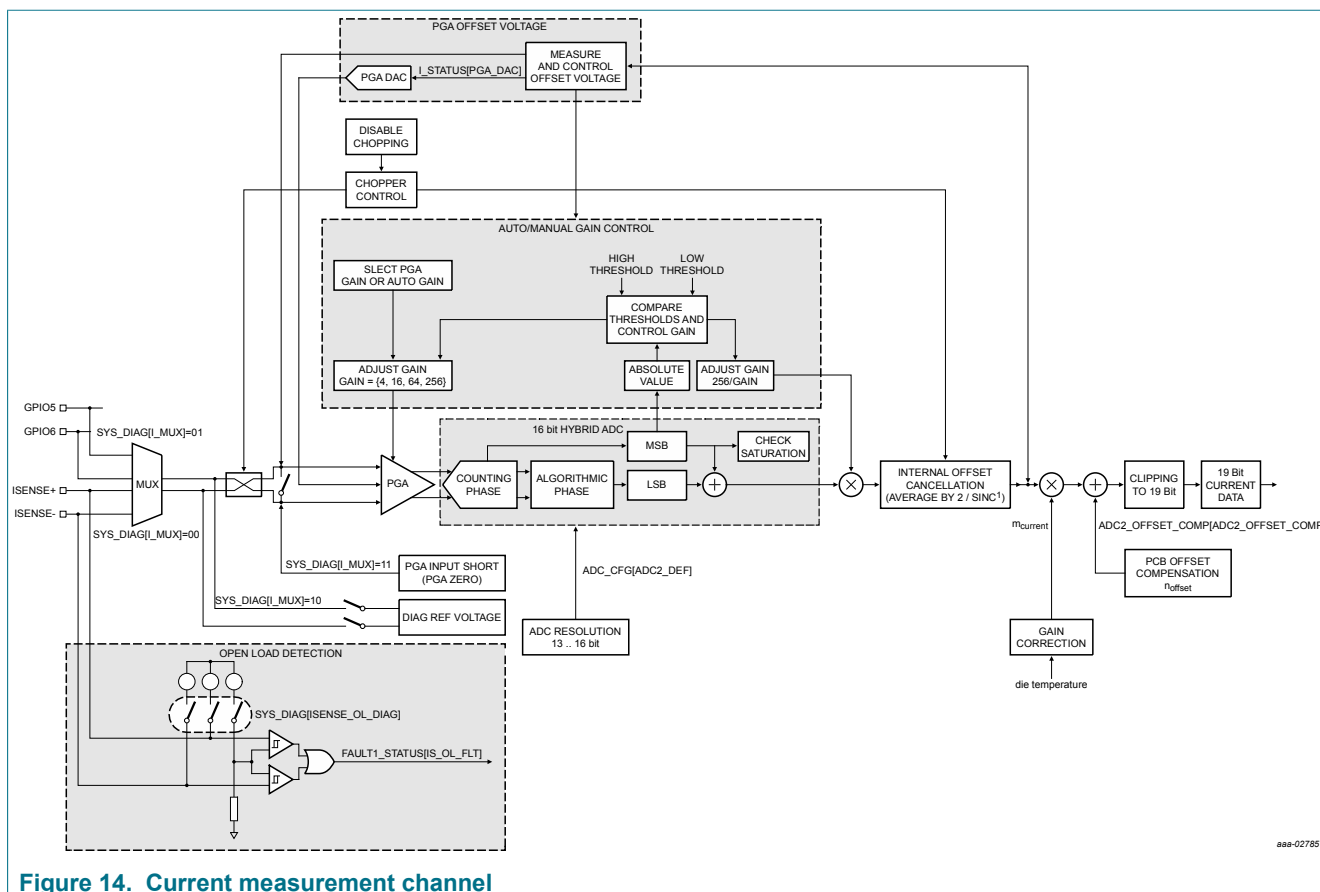 PGA OFFSET VOLTAGE
MEASURE
AND CONTROL
OFFSET VOLTAGE
I_STATUS[PGA_DAC]
PGA DAC
DISABLE
CHOPPING
CHOPPER
CONTROL
AUTO/MANUAL GAIN CONTROL
SLECT PGA
GAIN OR AUTO GAIN
HIGH
THRESHOLD
LOW
THRESHOLD
COMPARE
THRESHOLDS AND
CONTROL GAIN
ADJUST GAIN
GAIN = {4, 16, 64, 256}
ABSOLUTE
VALUE
ADJUST GAIN
256/GAIN
GPIO5
GPIO6
SYS_DIAG[I_MUX]=01
ISENSE+
ISENSE-
MUX
SYS_DIAG[I_MUX]=00
PGA
16 bit HYBRID ADC
COUNTING
PHASE
ALGORITHMIC
PHASE
MSB
LSB
CHECK
SATURATION
INTERNAL OFFSET
CANCELLATION
(AVERAGE BY 2 / SINC¹)
CLIPPING
TO 19 Bit
19 Bit
CURRENT
DATA
mcurrent
ADC2_OFFSET_COMP[ADC2_OFFSET_COMP
PCB OFFSET
COMPENSATION
noffset
GAIN
CORRECTION
die temperature
SYS_DIAG[I_MUX]=11
PGA INPUT SHORT
(PGA ZERO)
SYS_DIAG[I_MUX]=10
DIAG REF VOLTAGE
ADC_CFG[ADC2_DEF]
ADC RESOLUTION
13 .. 16 bit
OPEN LOAD DETECTION
SYS_DIAG[ISENSE_OL_DIAG]
FAULT1_STATUS[IS_OL_FLT]
aaa-02785
Figure 14. Current measurement channel